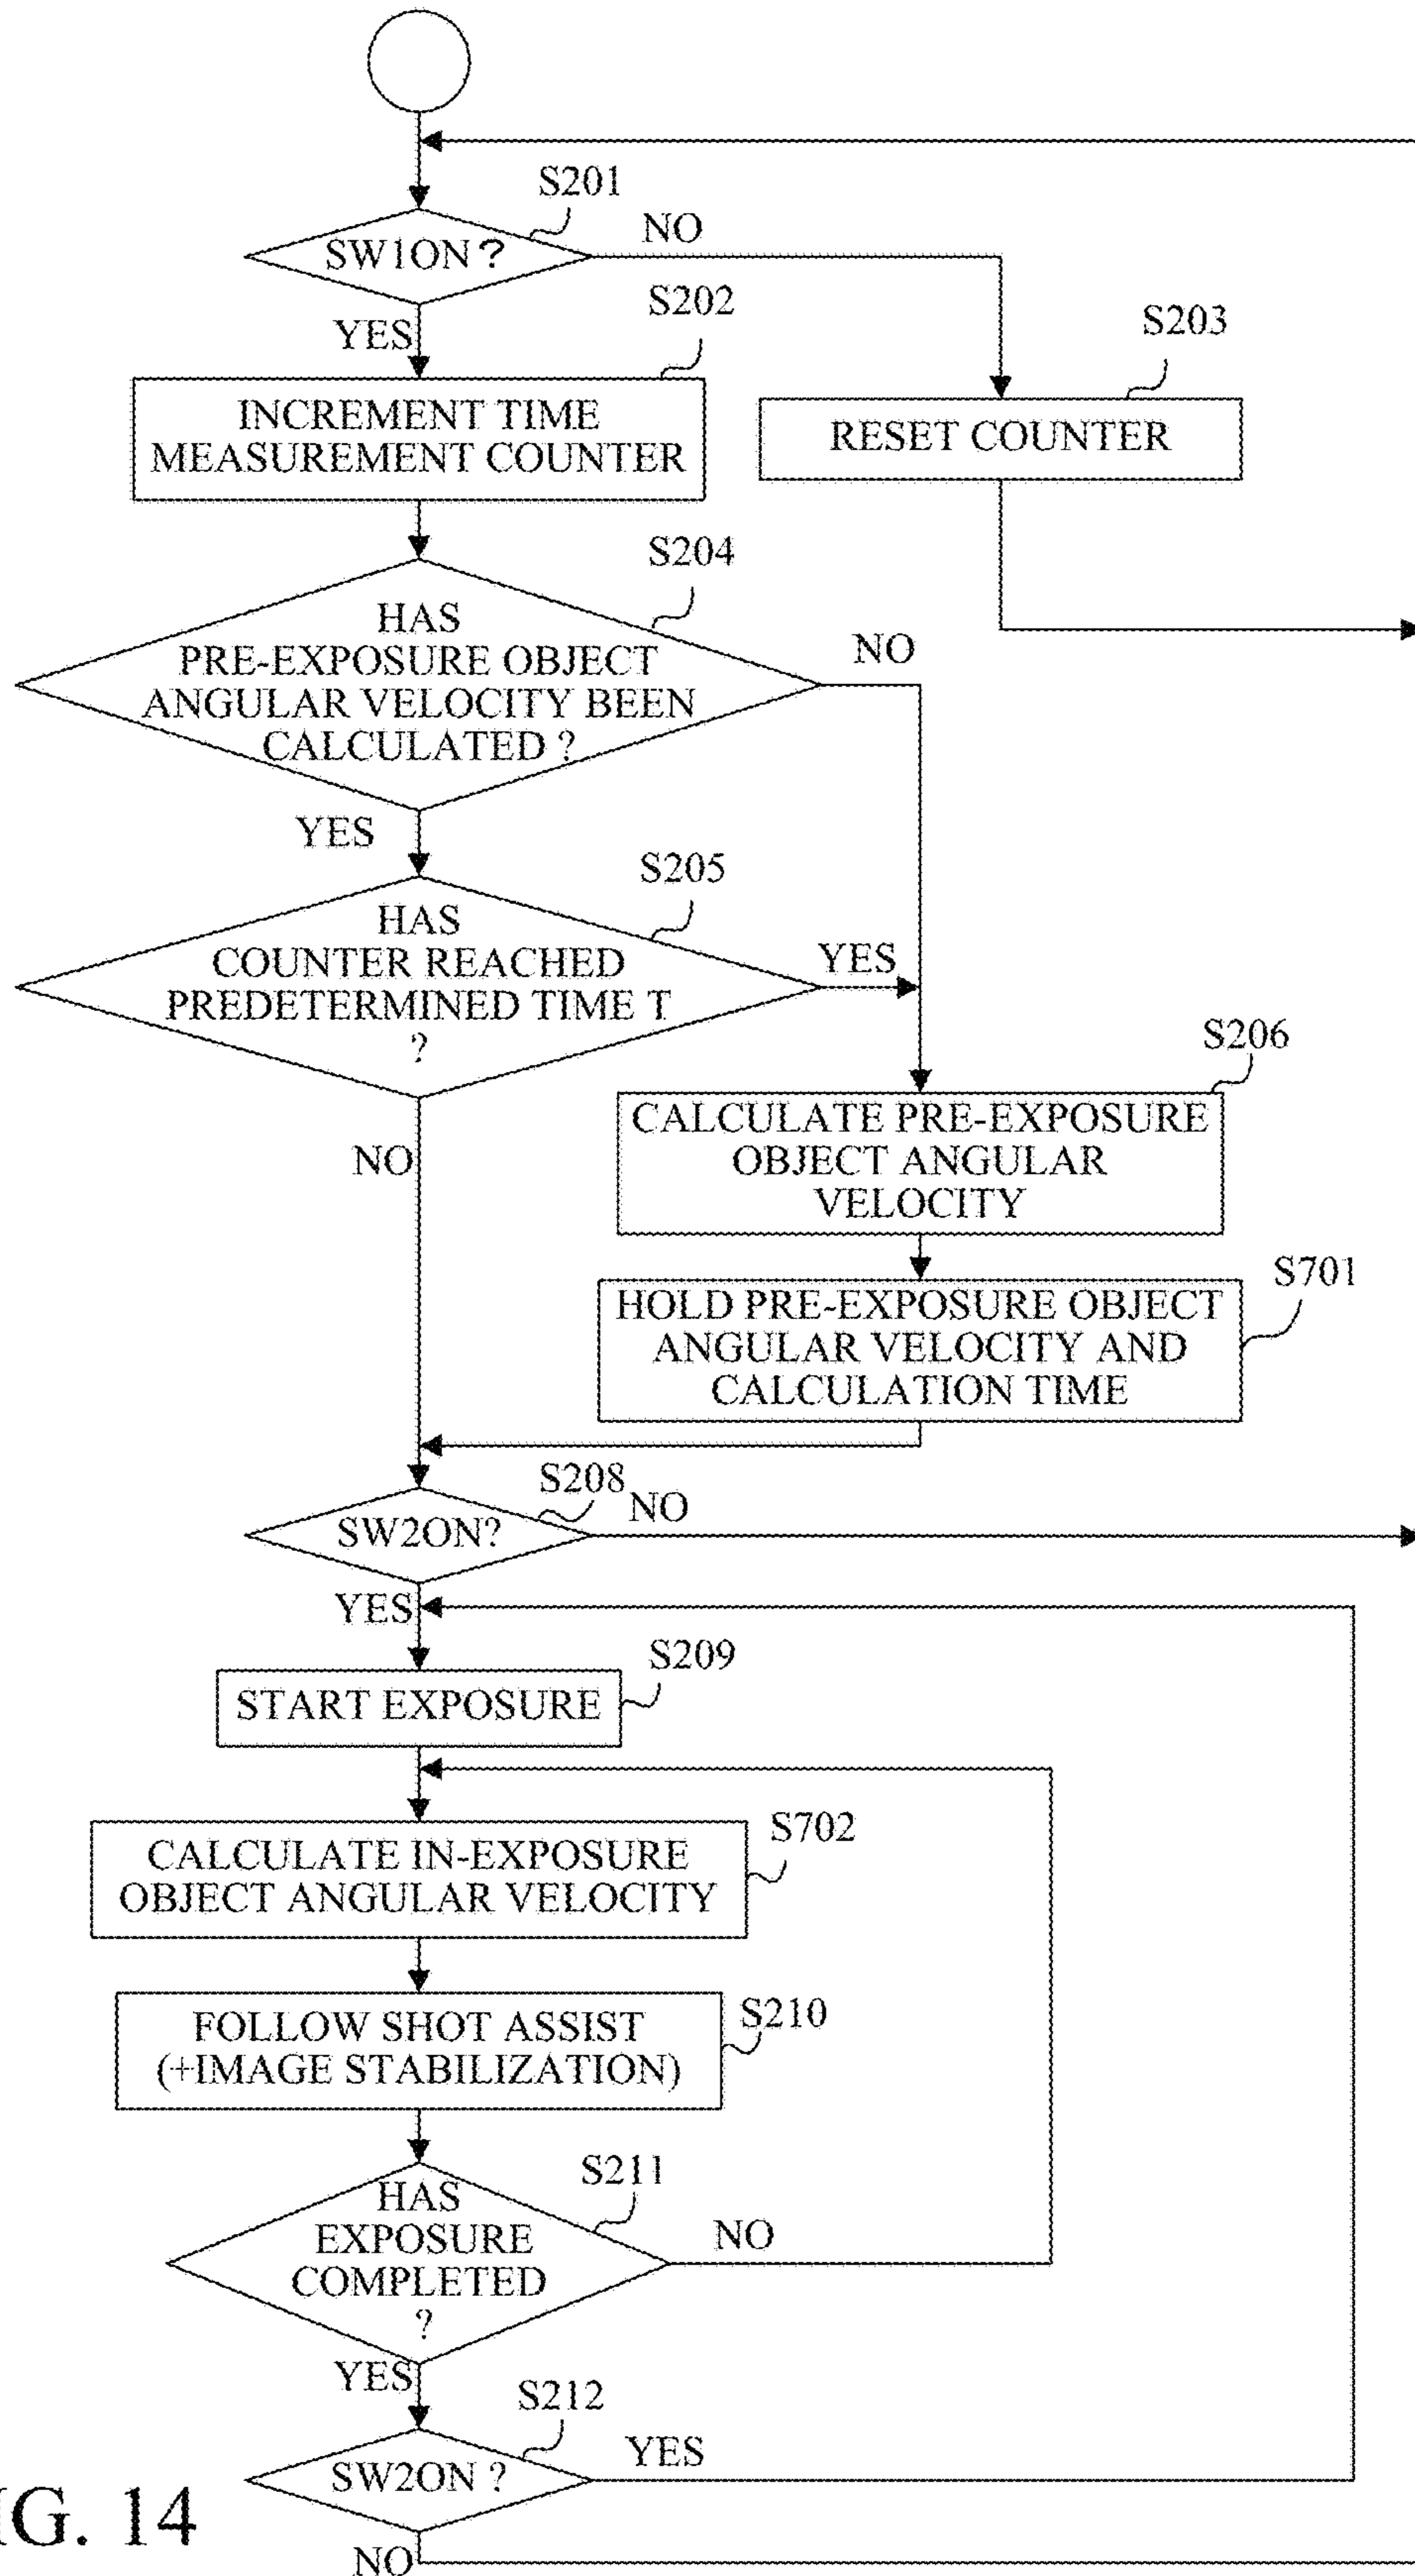 S201
SW1ON ?
NO
YES
S202
INCREMENT TIME
MEASUREMENT COUNTER
S203
RESET COUNTER
S204
HAS
PRE-EXPOSURE OBJECT
ANGULAR VELOCITY BEEN
CALCULATED ?
NO
YES
S205
HAS
COUNTER REACHED
PREDETERMINED TIME T
?
YES
NO
S206
CALCULATE PRE-EXPOSURE
OBJECT ANGULAR
VELOCITY
S701
HOLD PRE-EXPOSURE OBJECT
ANGULAR VELOCITY AND
CALCULATION TIME
S208
SW2ON?
NO
YES
S209
START EXPOSURE
S702
CALCULATE IN-EXPOSURE
OBJECT ANGULAR VELOCITY
S210
FOLLOW SHOT ASSIST
(+IMAGE STABILIZATION)
S211
HAS
EXPOSURE
COMPLETED
?
NO
YES
S212
SW2ON ?
YES
NO
IG. 14